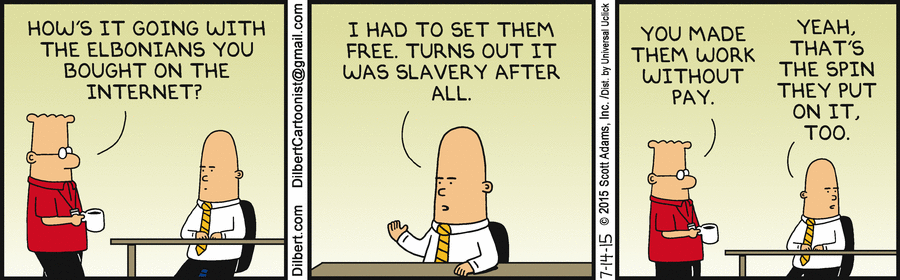 HOW'S IT GOING WITH
THE ELBONIANS YOU
BOUGHT ON THE
INTERNET?
Dilbert.com DilbertCartoonist@gmail.com
I HAD TO SET THEM
FREE. TURNS OUT IT
WAS SLAVERY AFTER
ALL.
7-14-15 © 2015 Scott Adams, Inc. /Dist. by Universal Uclick
YOU MADE
THEM WORK
WITHOUT
PAY.
YEAH,
THAT'S
THE SPIN
THEY PUT
ON IT,
TOO.